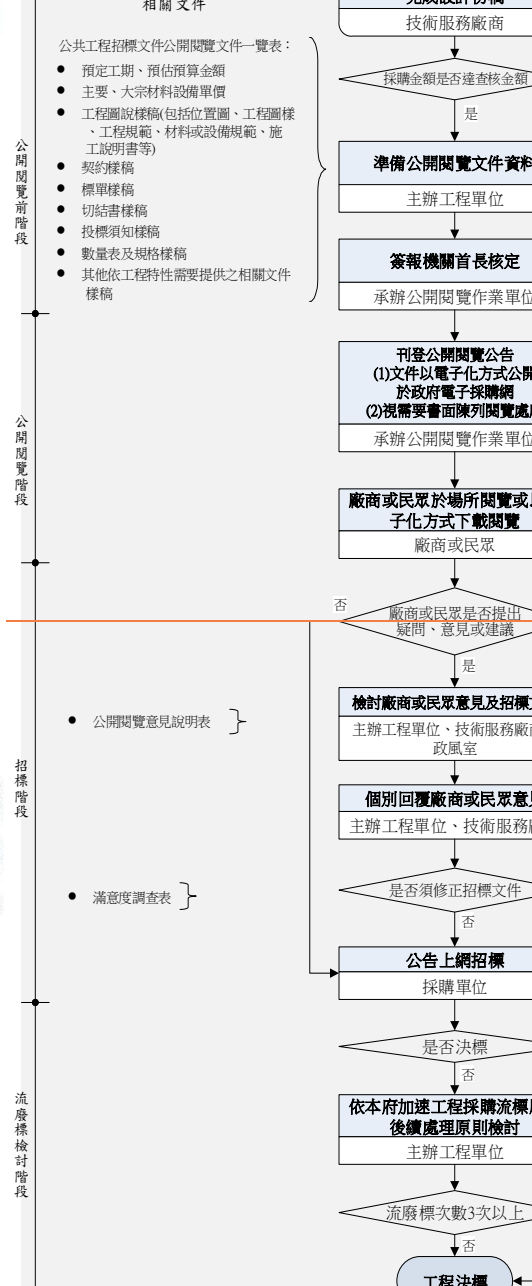 相關文件
公共工程招標文件公開閱覽文件一覽表：
● 預定工期、預估預算金額
● 主要、大宗材料設備單價
● 工程圖說樣稿(包括位置圖、工程圖樣
、工程規範、材料或設備規範、施
工說明書等)
● 契約樣稿
● 標單樣稿
● 切結書樣稿
● 投標須知樣稿
● 數量表及規格樣稿
● 其他依工程特性需要提供之相關文件
樣稿
公開閱覽前階段
技術服務廠商
採購金額是否達查核金額
是
準備公開閱覽文件資料
主辦工程單位
簽報機關首長核定
承辦公開閱覽作業單位
公開閱覽階段
刊登公開閱覽公告
(1)文件以電子化方式公開
於政府電子採購網
(2)視需要書面陳列閱覽處
承辦公開閱覽作業單位
廠商或民眾於場所閱覽或
子化方式下載閱覽
廠商或民眾
招標階段
否
廠商或民眾是否提出
疑問、意見或建議
是
● 公開閱覽意見說明表
檢討廠商或民眾意見及招標
主辦工程單位、技術服務廠
政風室
個別回覆廠商或民眾意
主辦工程單位、技術服務
● 滿意度調查表
是否須修正招標文件
否
公告上網招標
採購單位
流廢標檢討階段
是否決標
否
依本府加速工程採購流標
後續處理原則檢討
主辦工程單位
流廢標次數3次以上
否
工程決標